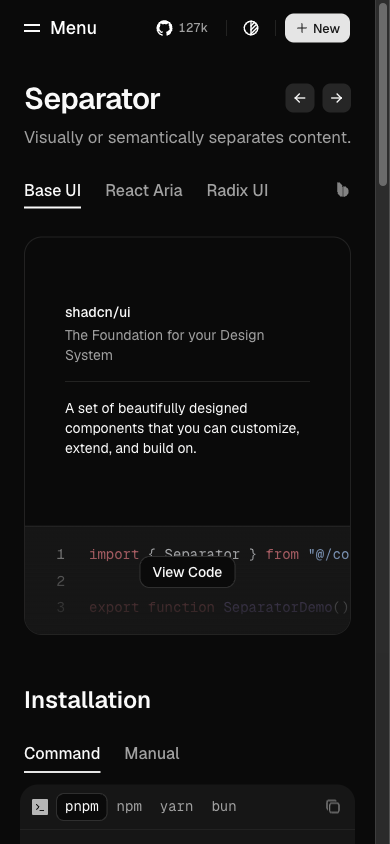 Menu 127k New
Separator
Visually or semantically separates content.
Base UI React Aria Radix UI
shadcn/ui
The Foundation for your Design
System
A set of beautifully designed
components that you can customize,
extend, and build on.
1 import { Separator } from "@/co
View Code
2
3 export function SeparatorDemo()
Installation
Command Manual
pnpm npm yarn bun